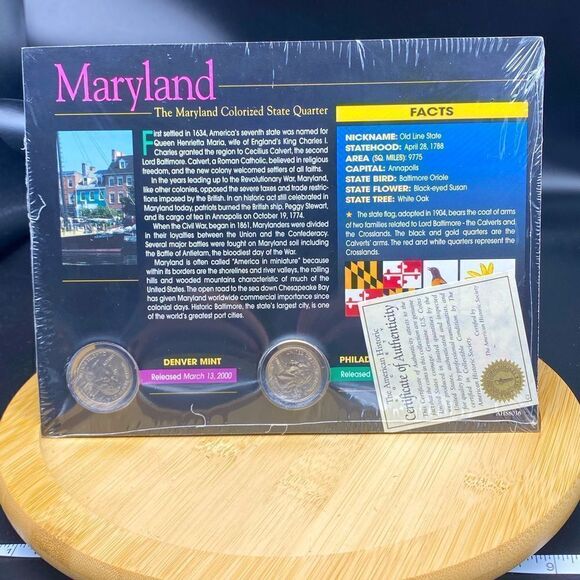 Maryland
The Maryland Colorized State Quarter
First settled in 1634, America's seventh state was named for
Queen Henrietta Maria, wife of England's King Charles I.
Charles granted the region to Cecilius Calvert, the second
Lord Baltimore. Calvert, a Roman Catholic, believed in religious
freedom, and the new colony welcomed settlers of all faiths.
In the years leading up to the Revolutionary War, Maryland,
like other colonies, opposed the severe taxes and trade restric-
tions imposed by the British. In an historic act still celebrated in
Maryland today, patriots burned the British ship, Peggy Stewart,
and its cargo of tea in Annapolis on October 19, 1774.
When the Civil War, began in 1861, Marylanders were divided
in their loyalties between the Union and the Confederacy.
Several major battles were fought on Maryland soil including
the Battle of Antietam, the bloodiest day of the War.
Maryland is often called "America in miniature" because
within its borders are the shorelines and river valleys, the rolling
hills and wooded mountains characteristic of much of the
United States. The open road to the sea down Chesapeake Bay
has given Maryland worldwide commercial importance since
colonial days. Historic Baltimore, the state's largest city, is one
of the world's greatest port cities.
FACTS
NICKNAME: Old Line State
STATEHOOD: April 28, 1788
AREA (SQ. MILES): 9775
CAPITAL: Annapolis
STATE BIRD: Baltimore Oriole
STATE FLOWER: Black-eyed Susan
STATE TREE: White Oak
★ The state flag, adopted in 1904, bears the coat of arms
of two families related to Lord Baltimore - the Calverts and
the Crosslands. The black and gold quarters are the
Calverts' arms. The red and white quarters represent the
Crosslands.
DENVER MINT
Released March 13, 2000
PHILAD
Released
The American Historic Society
Certificate of Authenticity
The American Historic Society
AHS5016
9